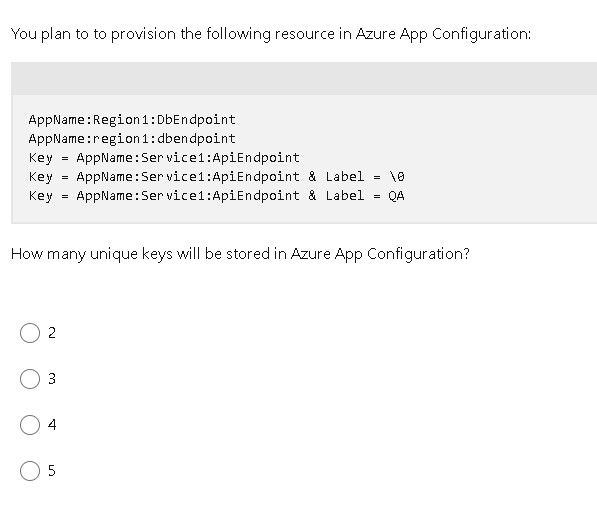 You plan to to provision the following resource in Azure App Configuration:
AppName:Region1:DbEndpoint
AppName:region1:dbendpoint
Key = AppName:Service1:ApiEndpoint
Key = AppName:Service1:ApiEndpoint & Label = \0
Key = AppName:Service1:ApiEndpoint & Label = QA
How many unique keys will be stored in Azure App Configuration?
2
3
4
5